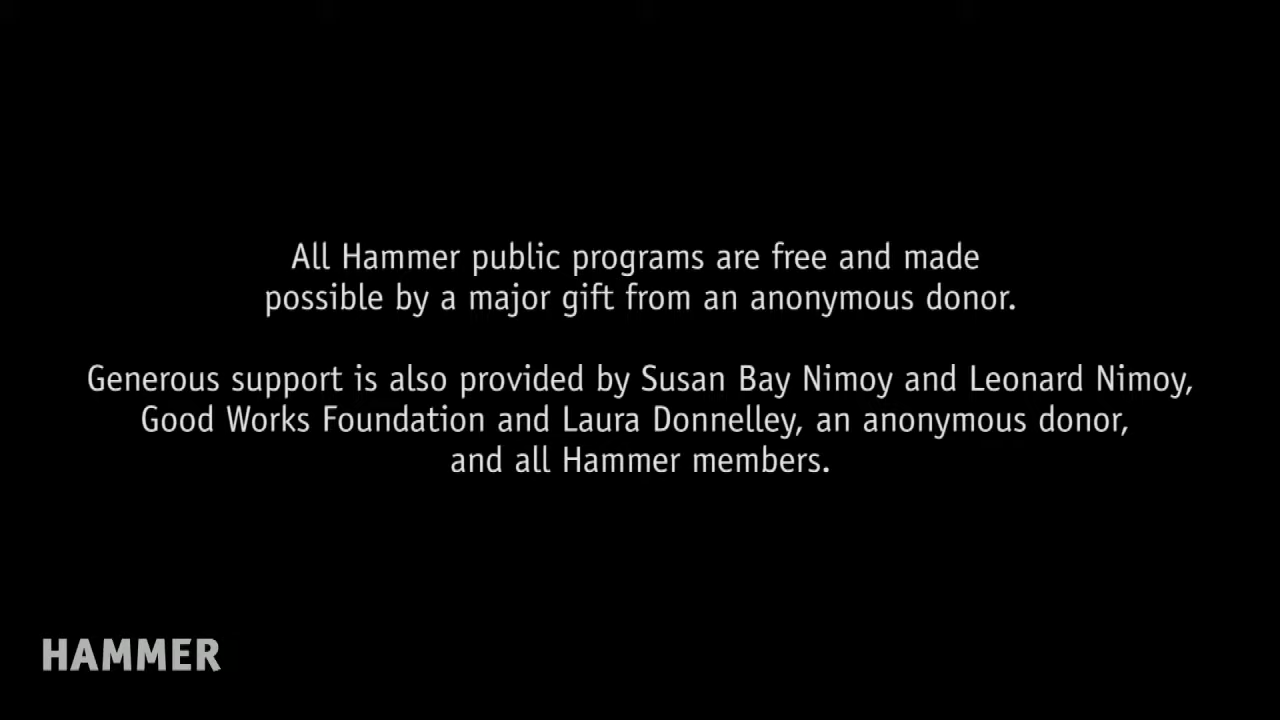 All Hammer public programs are free and made
possible by a major gift from an anonymous donor.
Generous support is also provided by Susan Bay Nimoy and Leonard Nimoy,
Good Works Foundation and Laura Donnelley, an anonymous donor,
and all Hammer members.
HAMMER